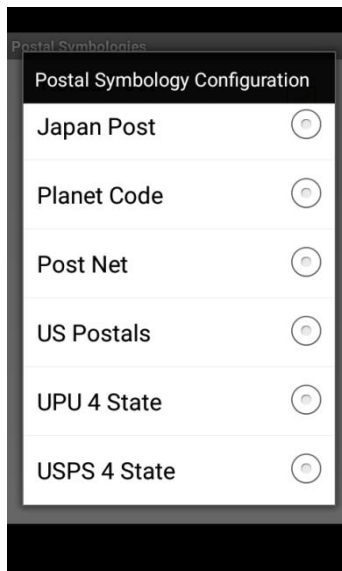 Postal Symbologies
Postal Symbology Configuration
Japan Post
Planet Code
Post Net
US Postals
UPU 4 State
USPS 4 State